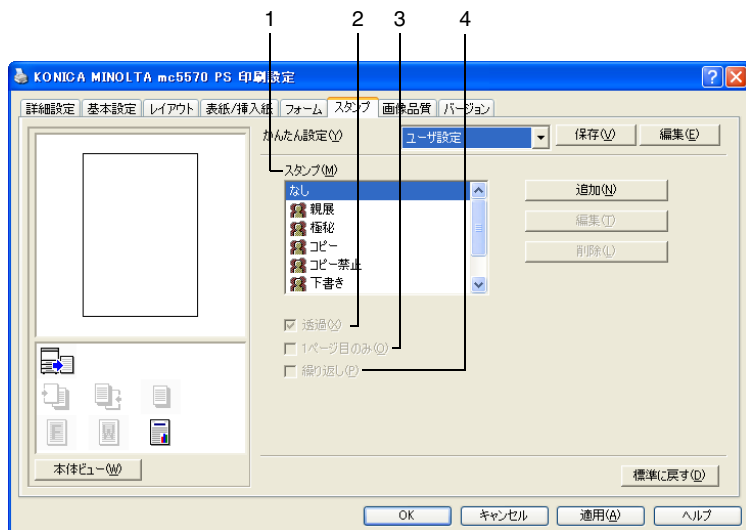 1 2 3 4
KONICA MINOLTA mc5570 PS 印刷設定
詳細設定 基本設定 レイアウト 表紙/挿入紙 フォーム スタンプ 画像品質 バージョン
かんたん設定(Y) ユーザ設定 保存(V) 編集(E)
スタンプ(M)
なし 追加(N)
親展
極秘 編集(T)
コピー
コピー禁止 削除(L)
下書き
透過(X)
1ページ目のみ(O)
繰り返し(P)
F W
本体ビュー(W) 標準に戻す(D)
OK キャンセル 適用(A) ヘルプ